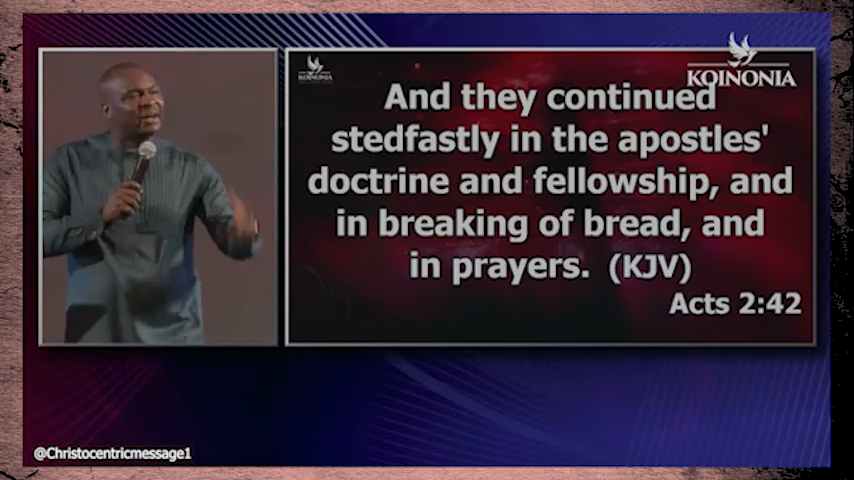 KOINONIA
KOINONIA
And they continued
stedfastly in the apostles'
doctrine and fellowship, and
in breaking of bread, and
in prayers. (KJV)
Acts 2:42
@Christocentricmessage1